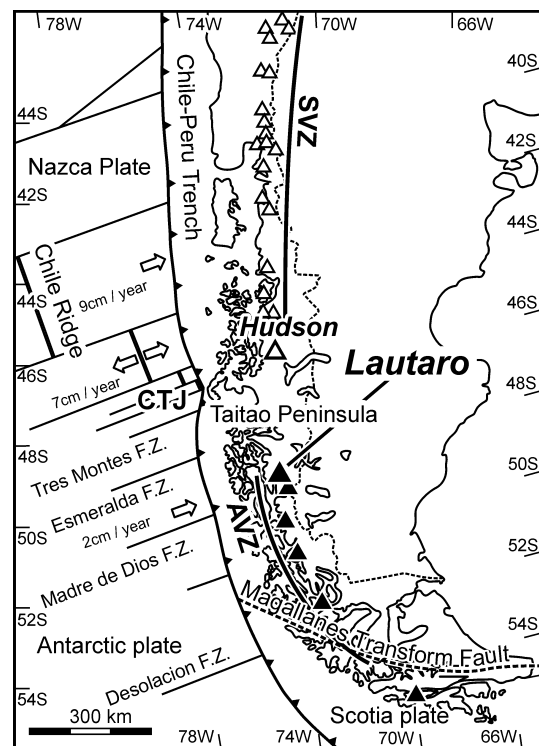 78W
74W
70W
66W
40S
44S
Chile-Peru Trench
SVZ
42S
Nazca Plate
42S
44S
Chile Ridge
9cm / year
44S
46S
Hudson
Lautaro
7cm / year
46S
CTJ
48S
Taitao Peninsula
48S
Tres Montes F.Z.
50S
Esmeralda F.Z.
2cm / year
AVZ
50S
52S
Madre de Dios F.Z.
52S
Magallanes Transform Fault
54S
Antarctic plate
Desolacion F.Z.
54S
Scotia plate
300 km
78W
74W
70W
66W